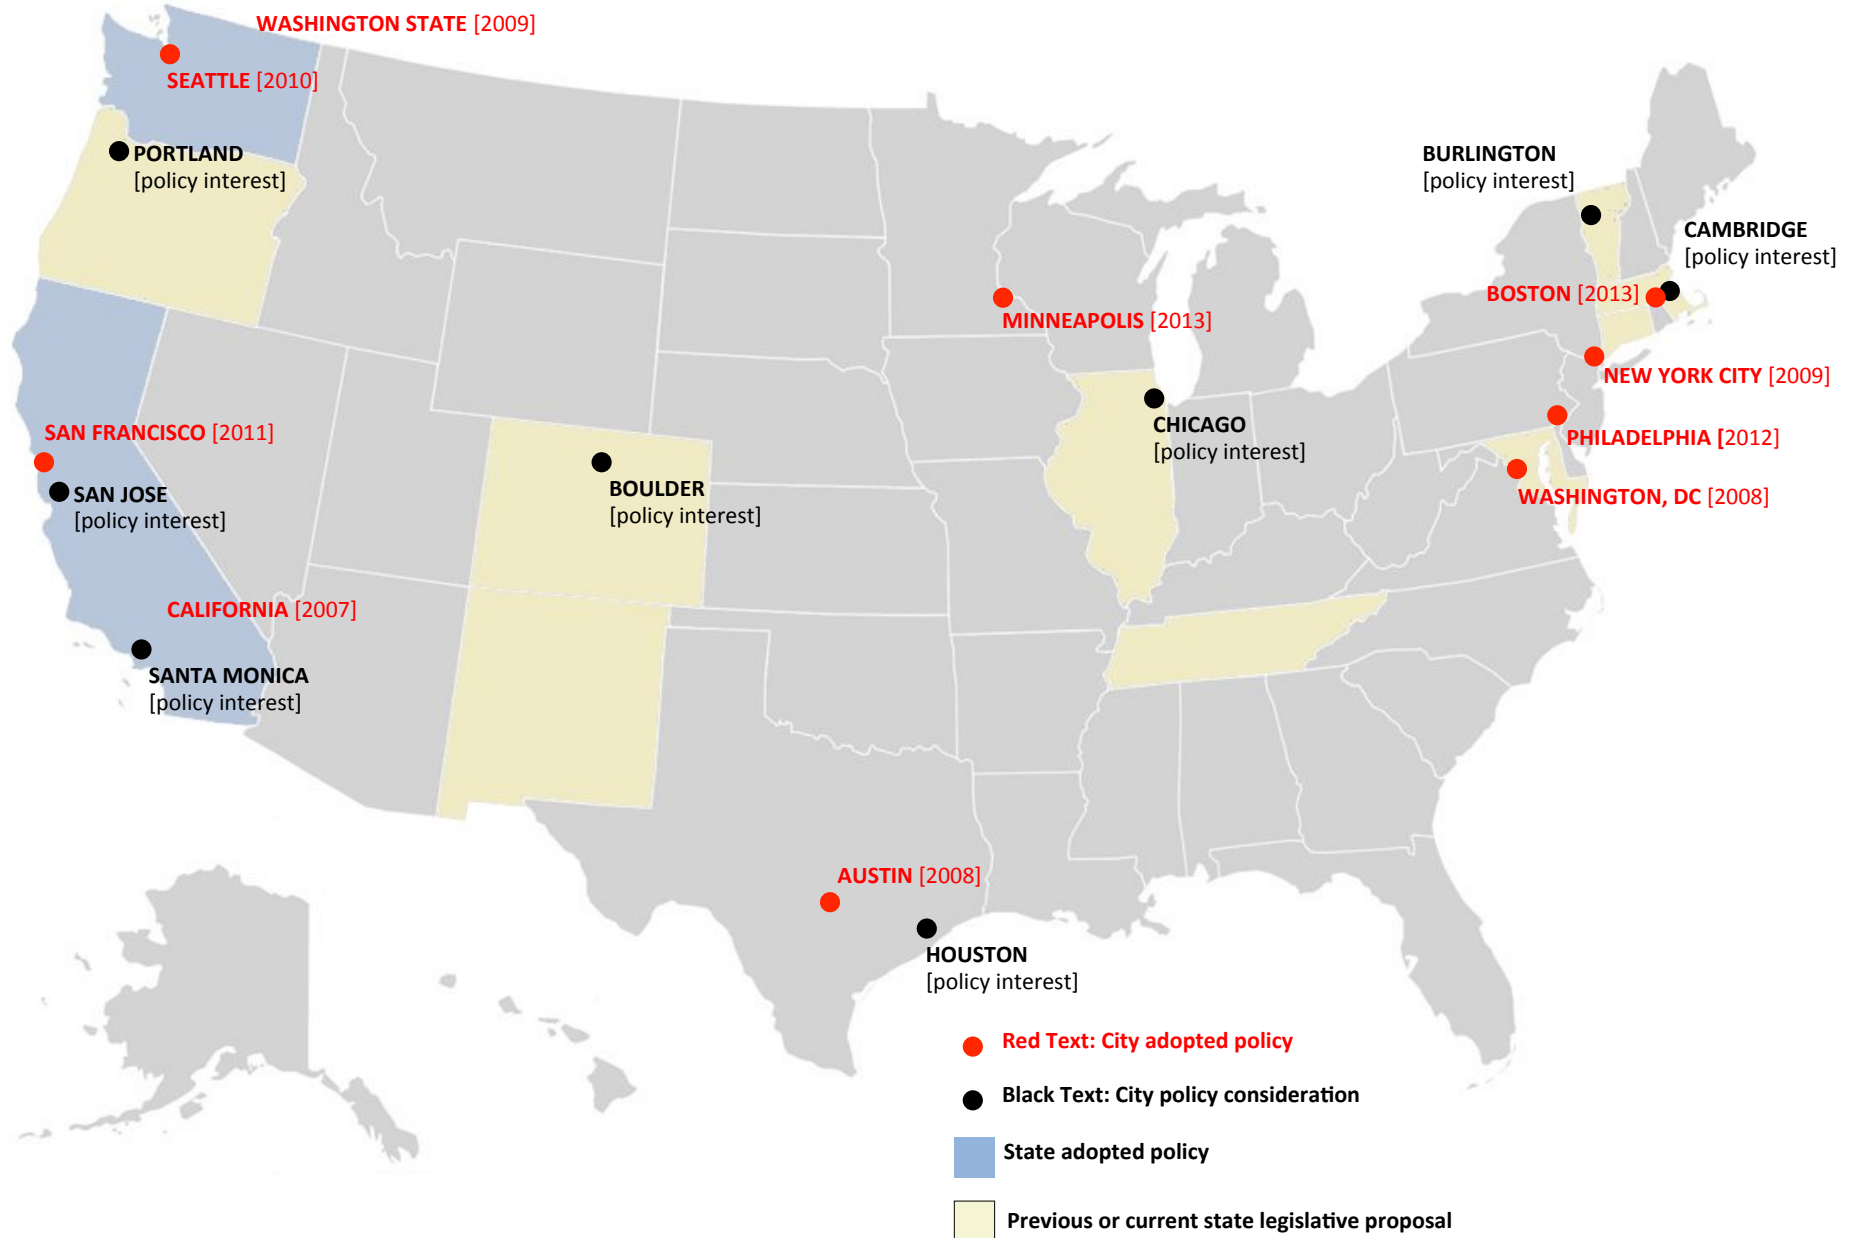 WASHINGTON STATE [2009]
SEATTLE [2010]
PORTLAND
[policy interest]
BURLINGTON
[policy interest]
CAMBRIDGE
[policy interest]
BOSTON [2013]
MINNEAPOLIS [2013]
NEW YORK CITY [2009]
CHICAGO
[policy interest]
PHILADELPHIA [2012]
SAN FRANCISCO [2011]
SAN JOSE
[policy interest]
BOULDER
[policy interest]
WASHINGTON, DC [2008]
CALIFORNIA [2007]
SANTA MONICA
[policy interest]
AUSTIN [2008]
HOUSTON
[policy interest]
Red Text: City adopted policy
Black Text: City policy consideration
State adopted policy
Previous or current state legislative proposal